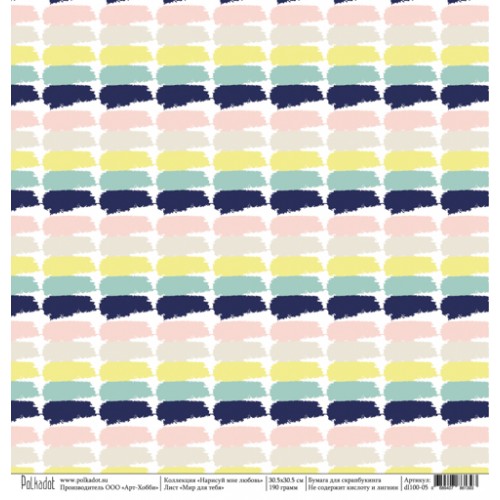 Polkadot
www.polkadot.su
Производитель ООО «Арт-Хобби»
Коллекция «Нарисуй мне любовь»
Лист «Мир для тебя»
30.5x30.5 см
190 грамм
Бумага для скрапбукинга
Не содержит кислоту и лигнин
Артикул:
dl100-05